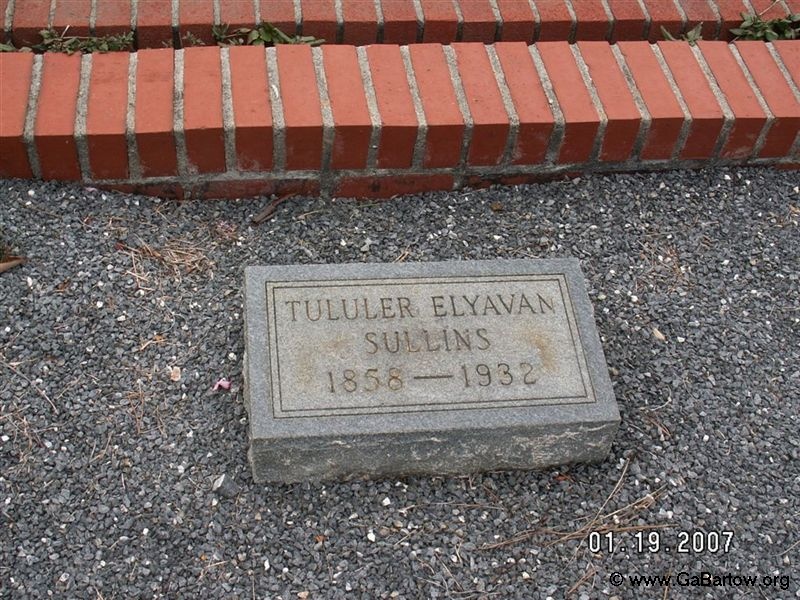 TULULER ELYAVAN
SULLINS
1858—1932
01.19.2007
© www.GaBartow.org